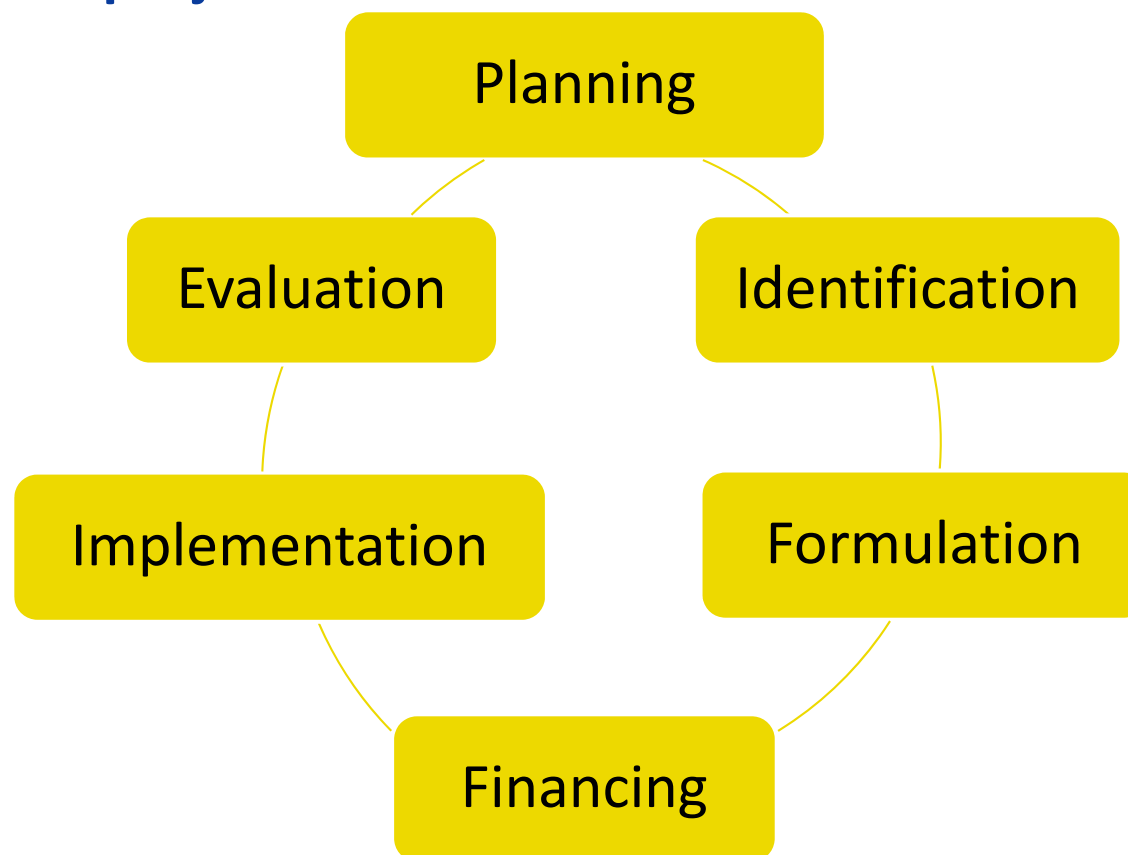 Planning
Evaluation
Identification
Implementation
Formulation
Financing